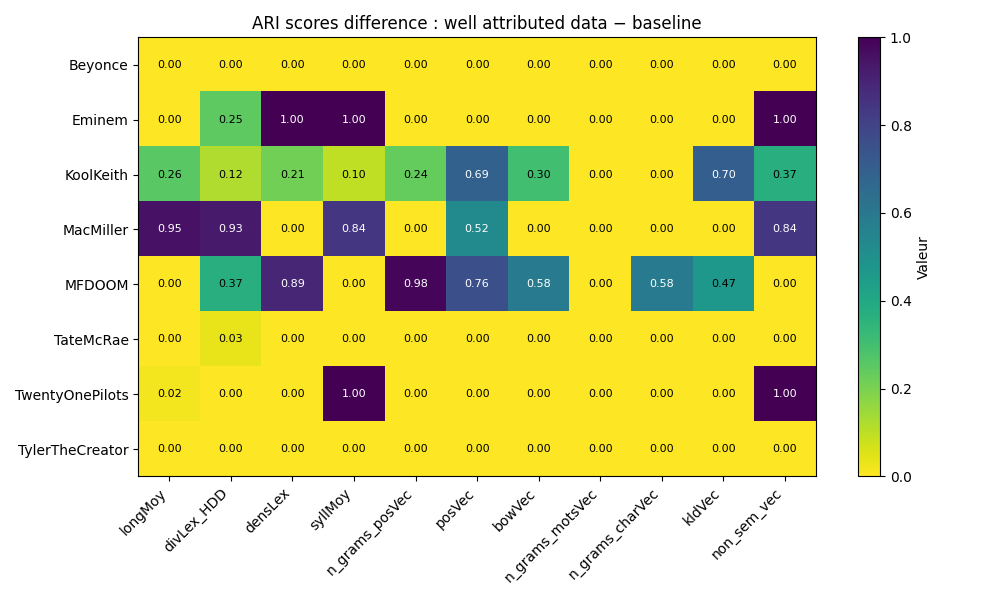 ARI scores difference : well attributed data − baseline
Beyonce 0.00 0.00 0.00 0.00 0.00 0.00 0.00 0.00 0.00 0.00 0.00
Eminem 0.00 0.25 1.00 1.00 0.00 0.00 0.00 0.00 0.00 0.00 1.00
KoolKeith 0.26 0.12 0.21 0.10 0.24 0.69 0.30 0.00 0.00 0.70 0.37
MacMiller 0.95 0.93 0.00 0.84 0.00 0.52 0.00 0.00 0.00 0.00 0.84
MFDOOM 0.00 0.37 0.89 0.00 0.98 0.76 0.58 0.00 0.58 0.47 0.00
TateMcRae 0.00 0.03 0.00 0.00 0.00 0.00 0.00 0.00 0.00 0.00 0.00
TwentyOnePilots 0.02 0.00 0.00 1.00 0.00 0.00 0.00 0.00 0.00 0.00 1.00
TylerTheCreator 0.00 0.00 0.00 0.00 0.00 0.00 0.00 0.00 0.00 0.00 0.00
longMoy divLex_HDD densLex syllMoy n_grams_posVec posVec bowVec n_grams_motsVec n_grams_charVec kldVec non_sem_vec
1.0
0.8
0.6
0.4
0.2
0.0
Valeur